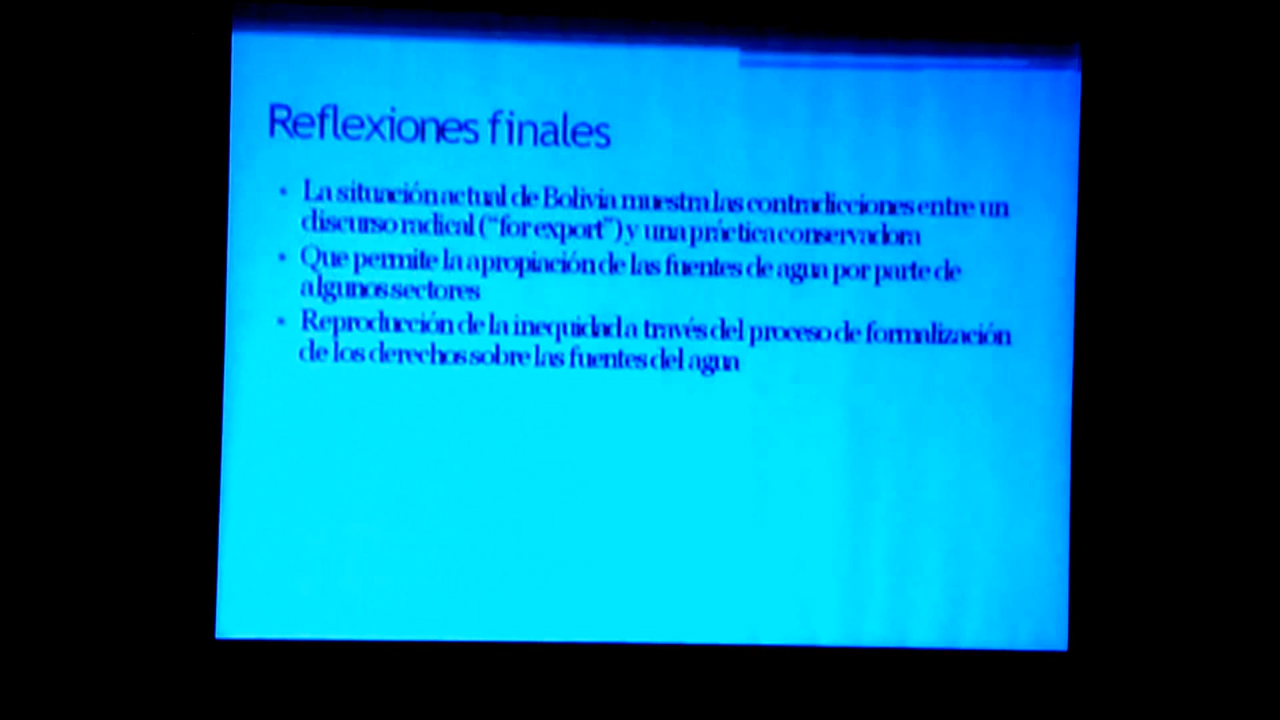 Reflexiones finales
• La situación actual de Bolivia muestra las contradicciones entre un
discurso radical ("for export") y una práctica conservadora
• Que permite la apropiación de las fuentes de agua por parte de
algunos sectores
• Reproducción de la inequidad a través del proceso de formalización
de los derechos sobre las fuentes del agua